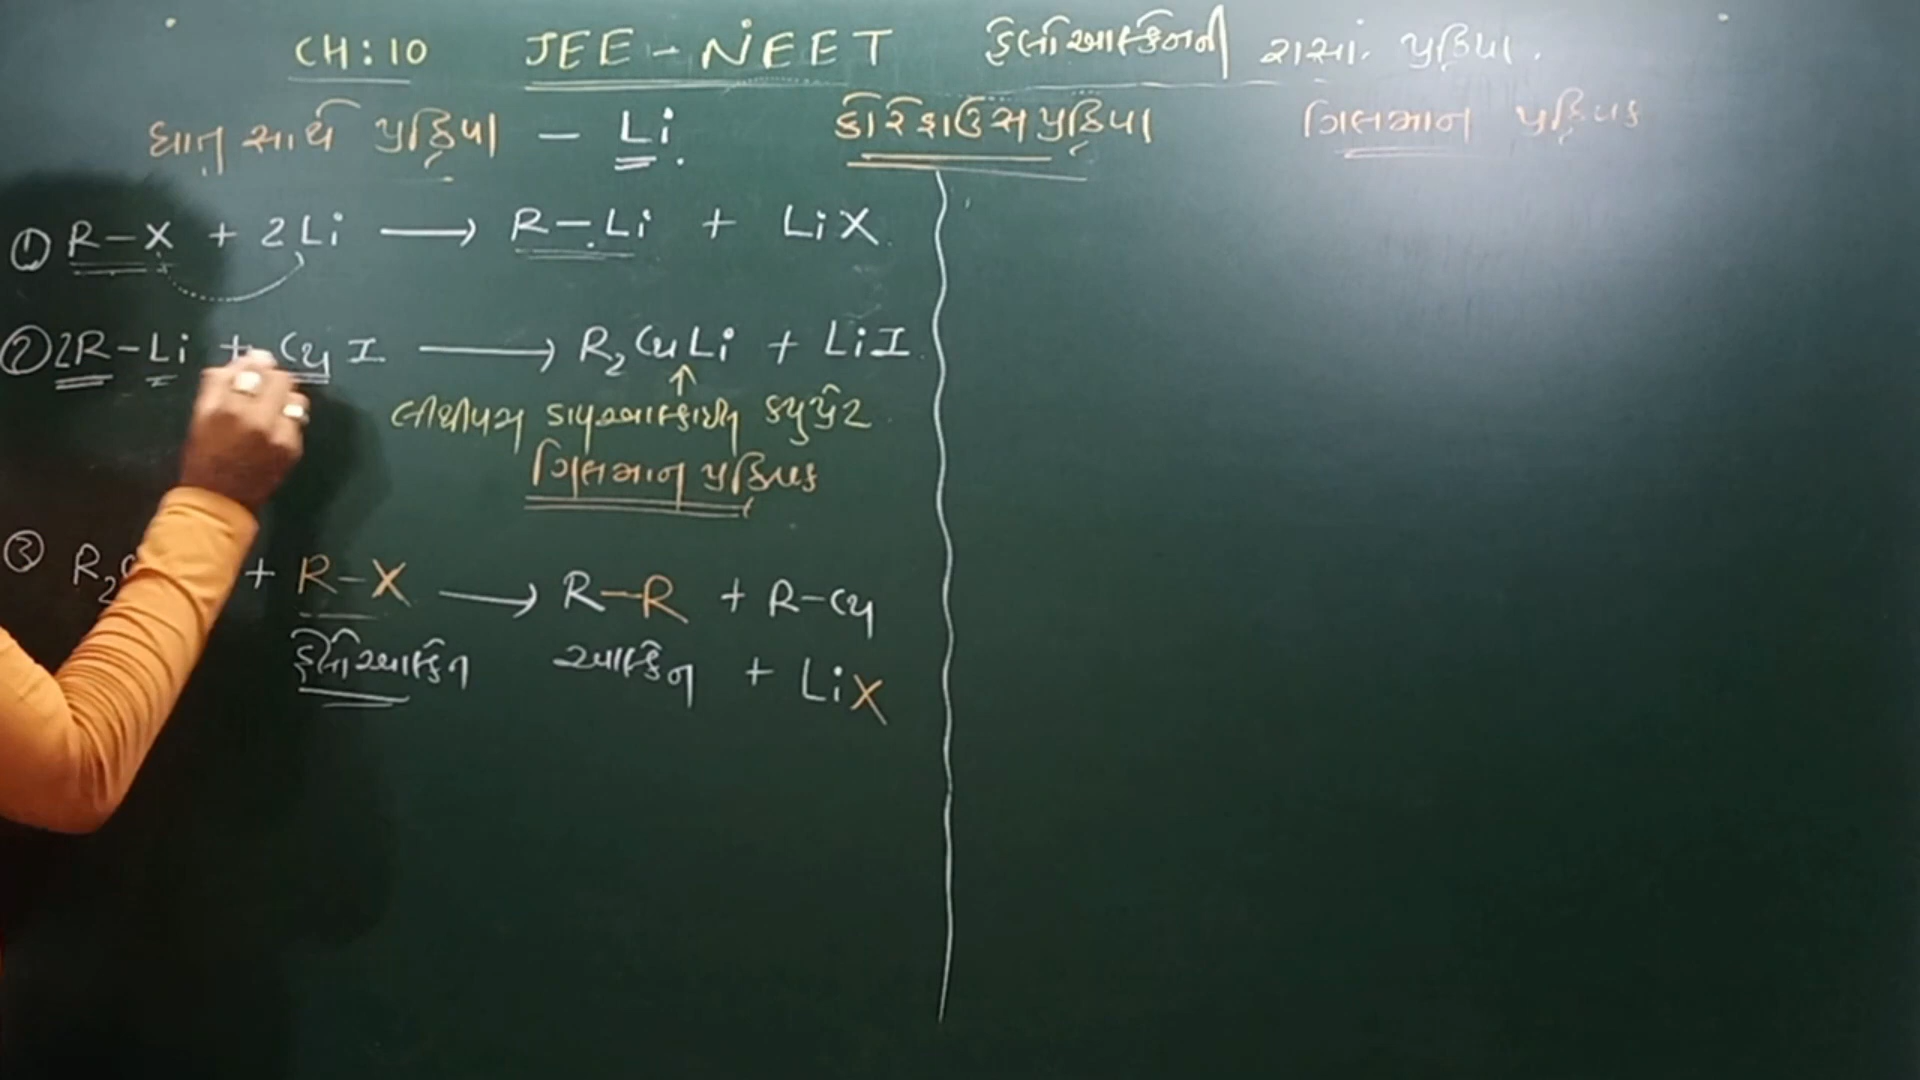 CH : 10 JEE - NEET હેલોઆલ્કેનની રાસા. પ્રક્રિયા.
ધાતુ સાથે પ્રક્રિયા - Li. કોરેહાઉસ પ્રક્રિયા ગિલમાન પ્રક્રિયક
① R-X + 2Li ⟶ R-Li + LiX.
② 2R-Li + CuI ⟶ R₂CuLi + LiI.
↑
લીથીયમ ડાયઆલ્કાઈલ ક્યુપ્રેટ
ગિલમાન પ્રક્રિયક
③ R₂C + R-X ⟶ R-R + R-Cu
હેલોઆલ્કેન આલ્કેન + LiX